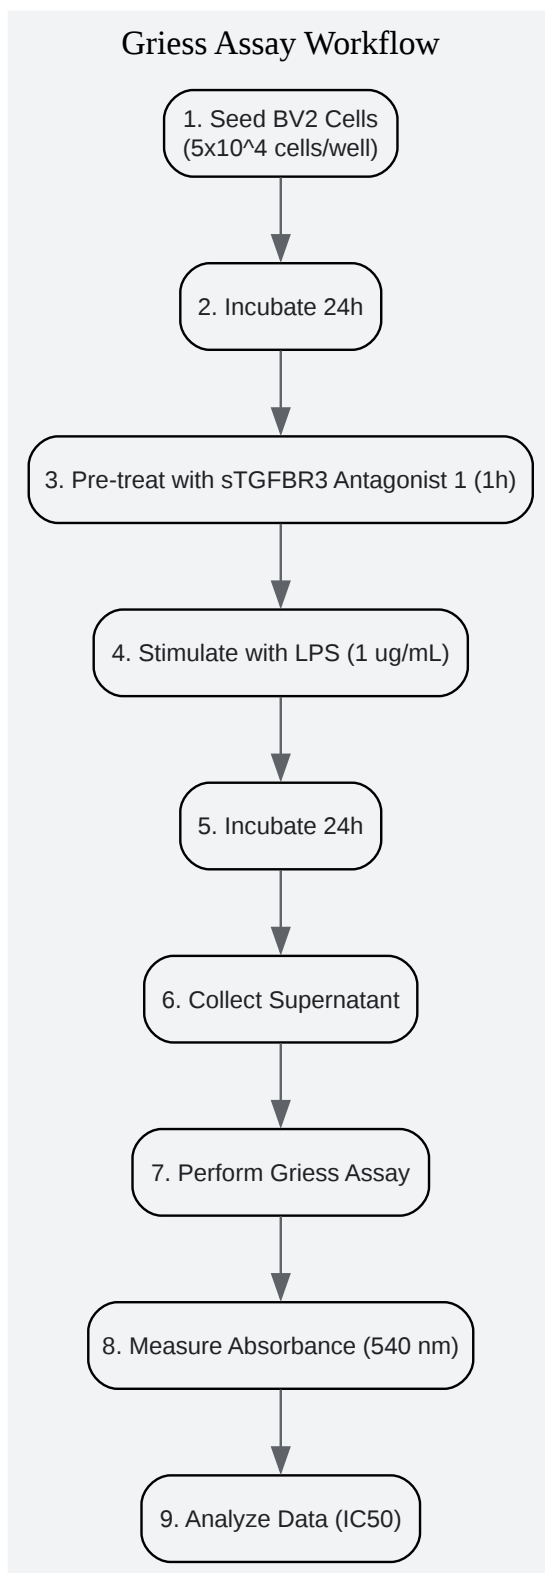 Griess Assay Workflow
1. Seed BV2 Cells
(5x10^4 cells/well)
2. Incubate 24h
3. Pre-treat with sTGFBR3 Antagonist 1 (1h)
4. Stimulate with LPS (1 ug/mL)
5. Incubate 24h
6. Collect Supernatant
7. Perform Griess Assay
8. Measure Absorbance (540 nm)
9. Analyze Data (IC50)